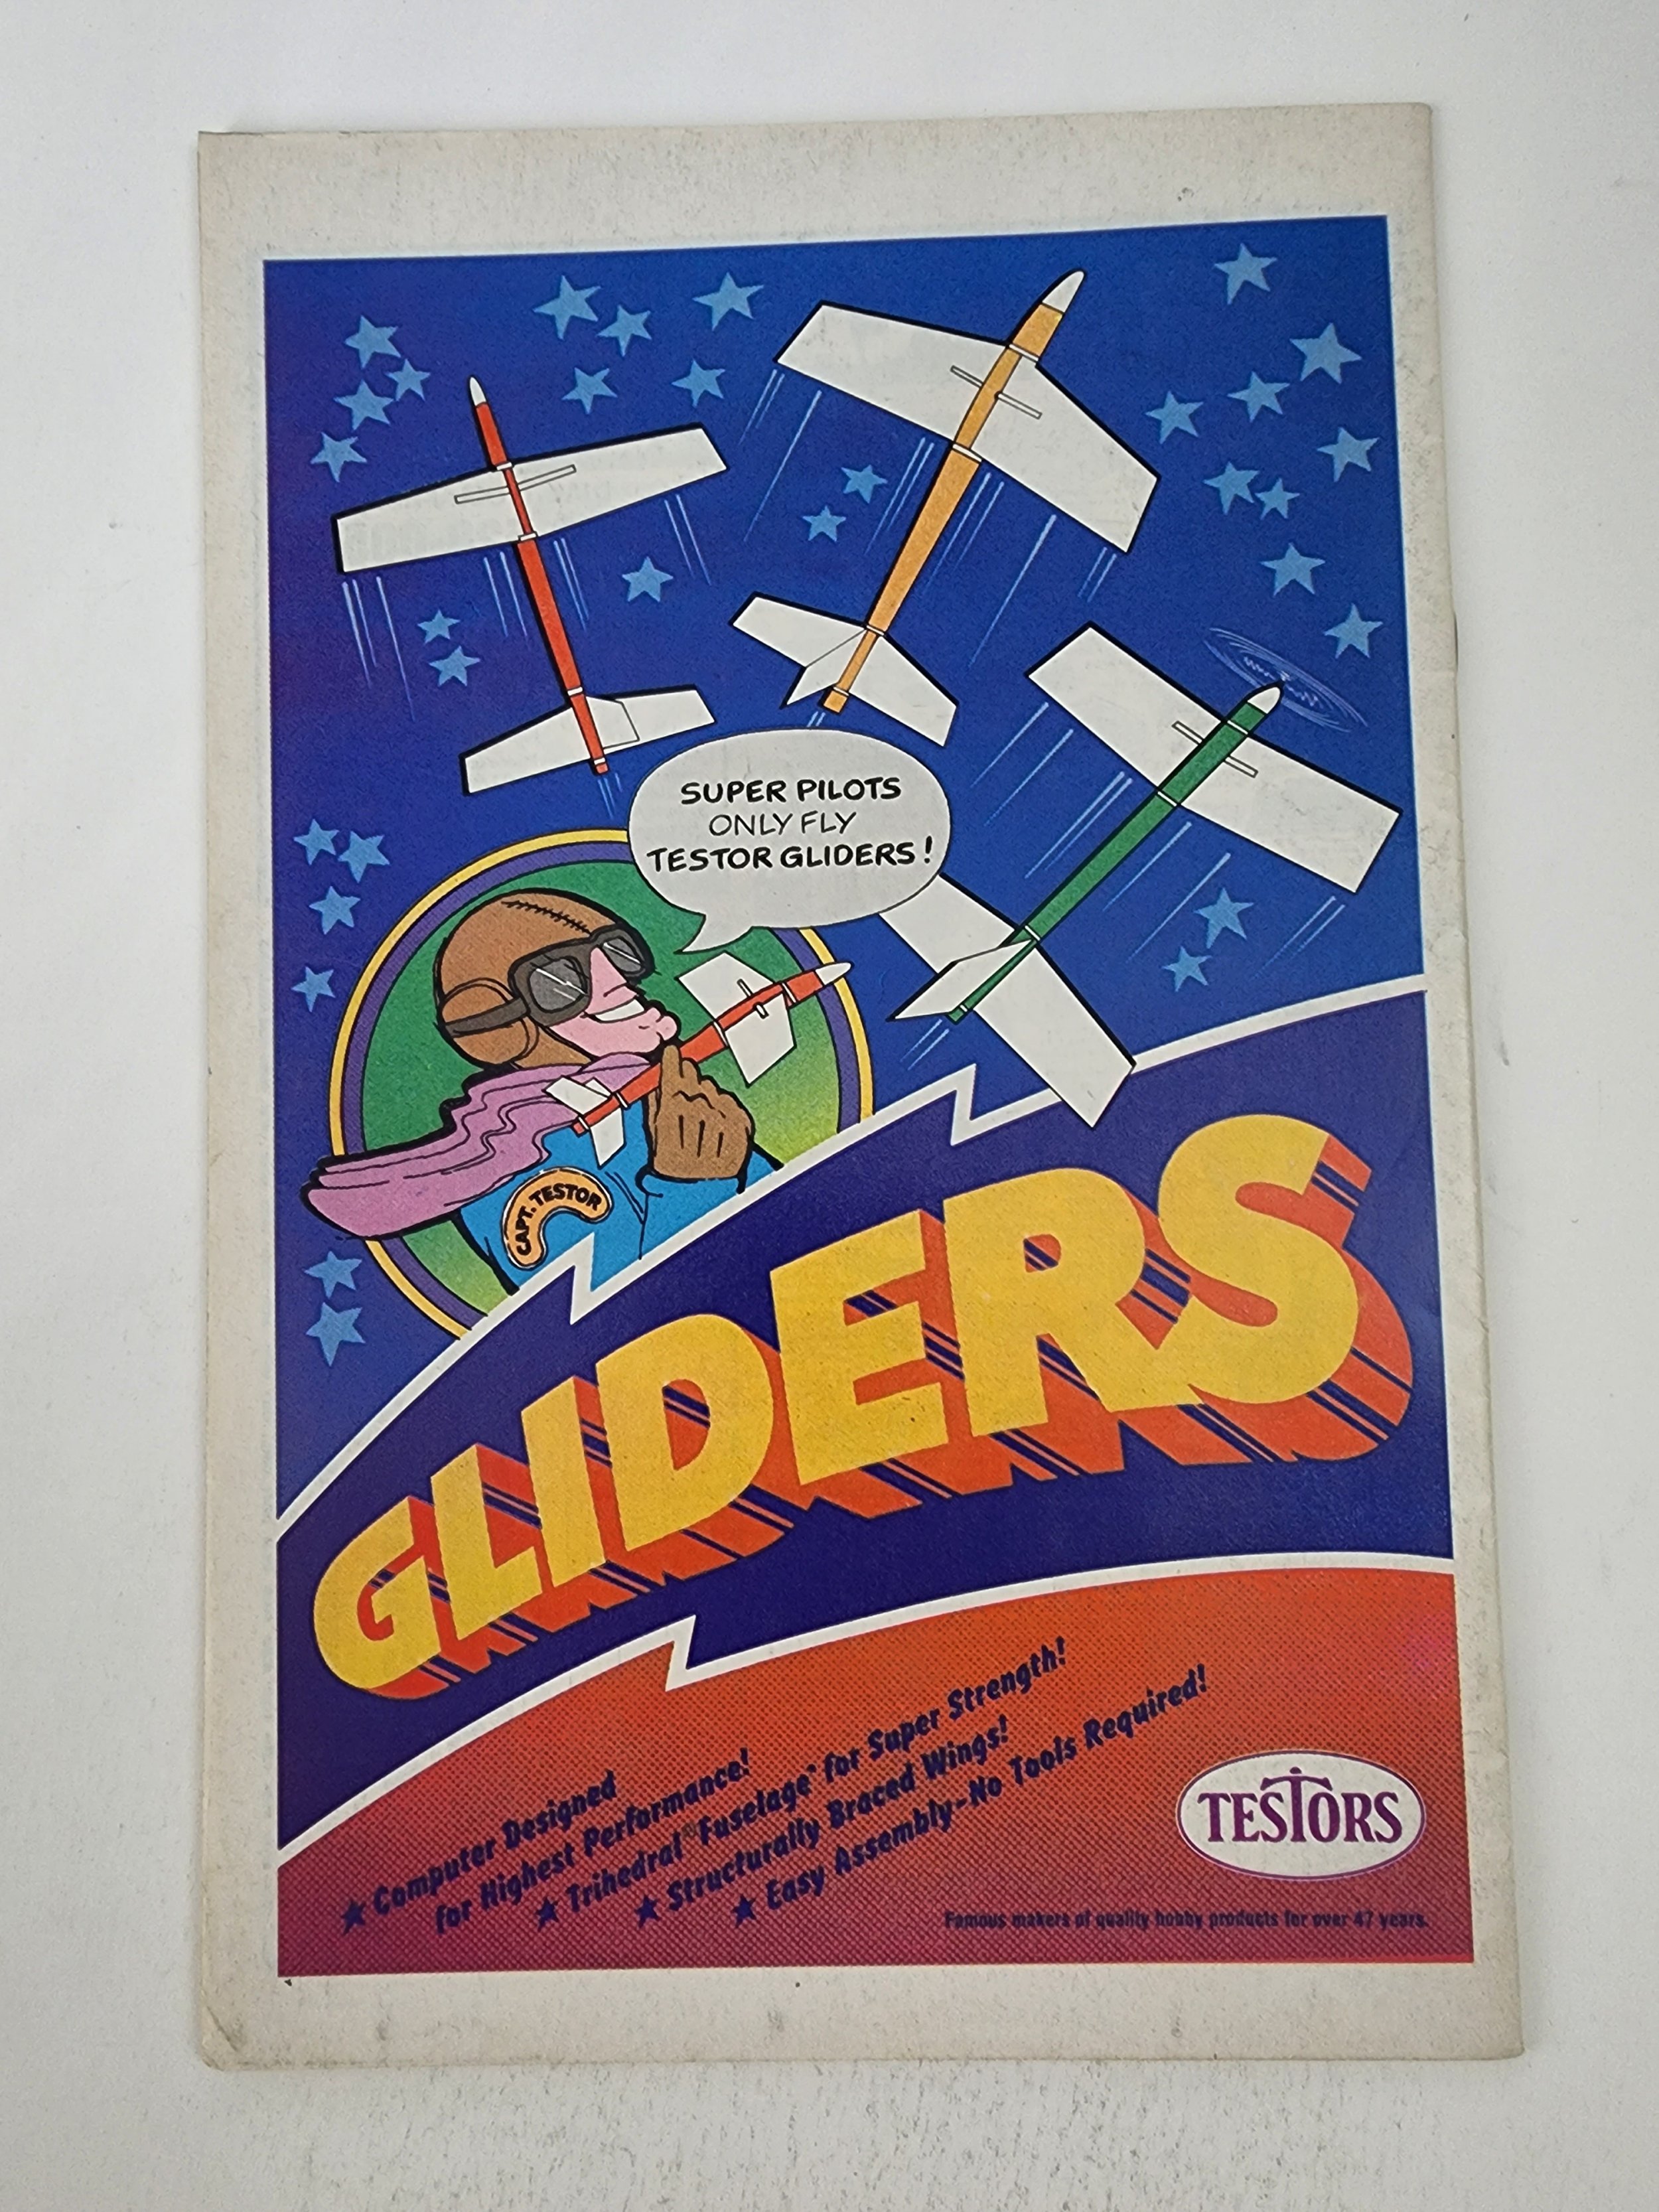 SUPER PILOTS
ONLY FLY
TESTOR GLIDERS!
CAPT. TESTOR
GLIDERS
★ Computer Designed
for Highest Performance!
★ Trihedral® Fuselage™ for Super Strength!
★ Structurally Braced Wings!
★ Easy Assembly-No Tools Required!
TESTORS
Famous makers of quality hobby products for over 47 years.